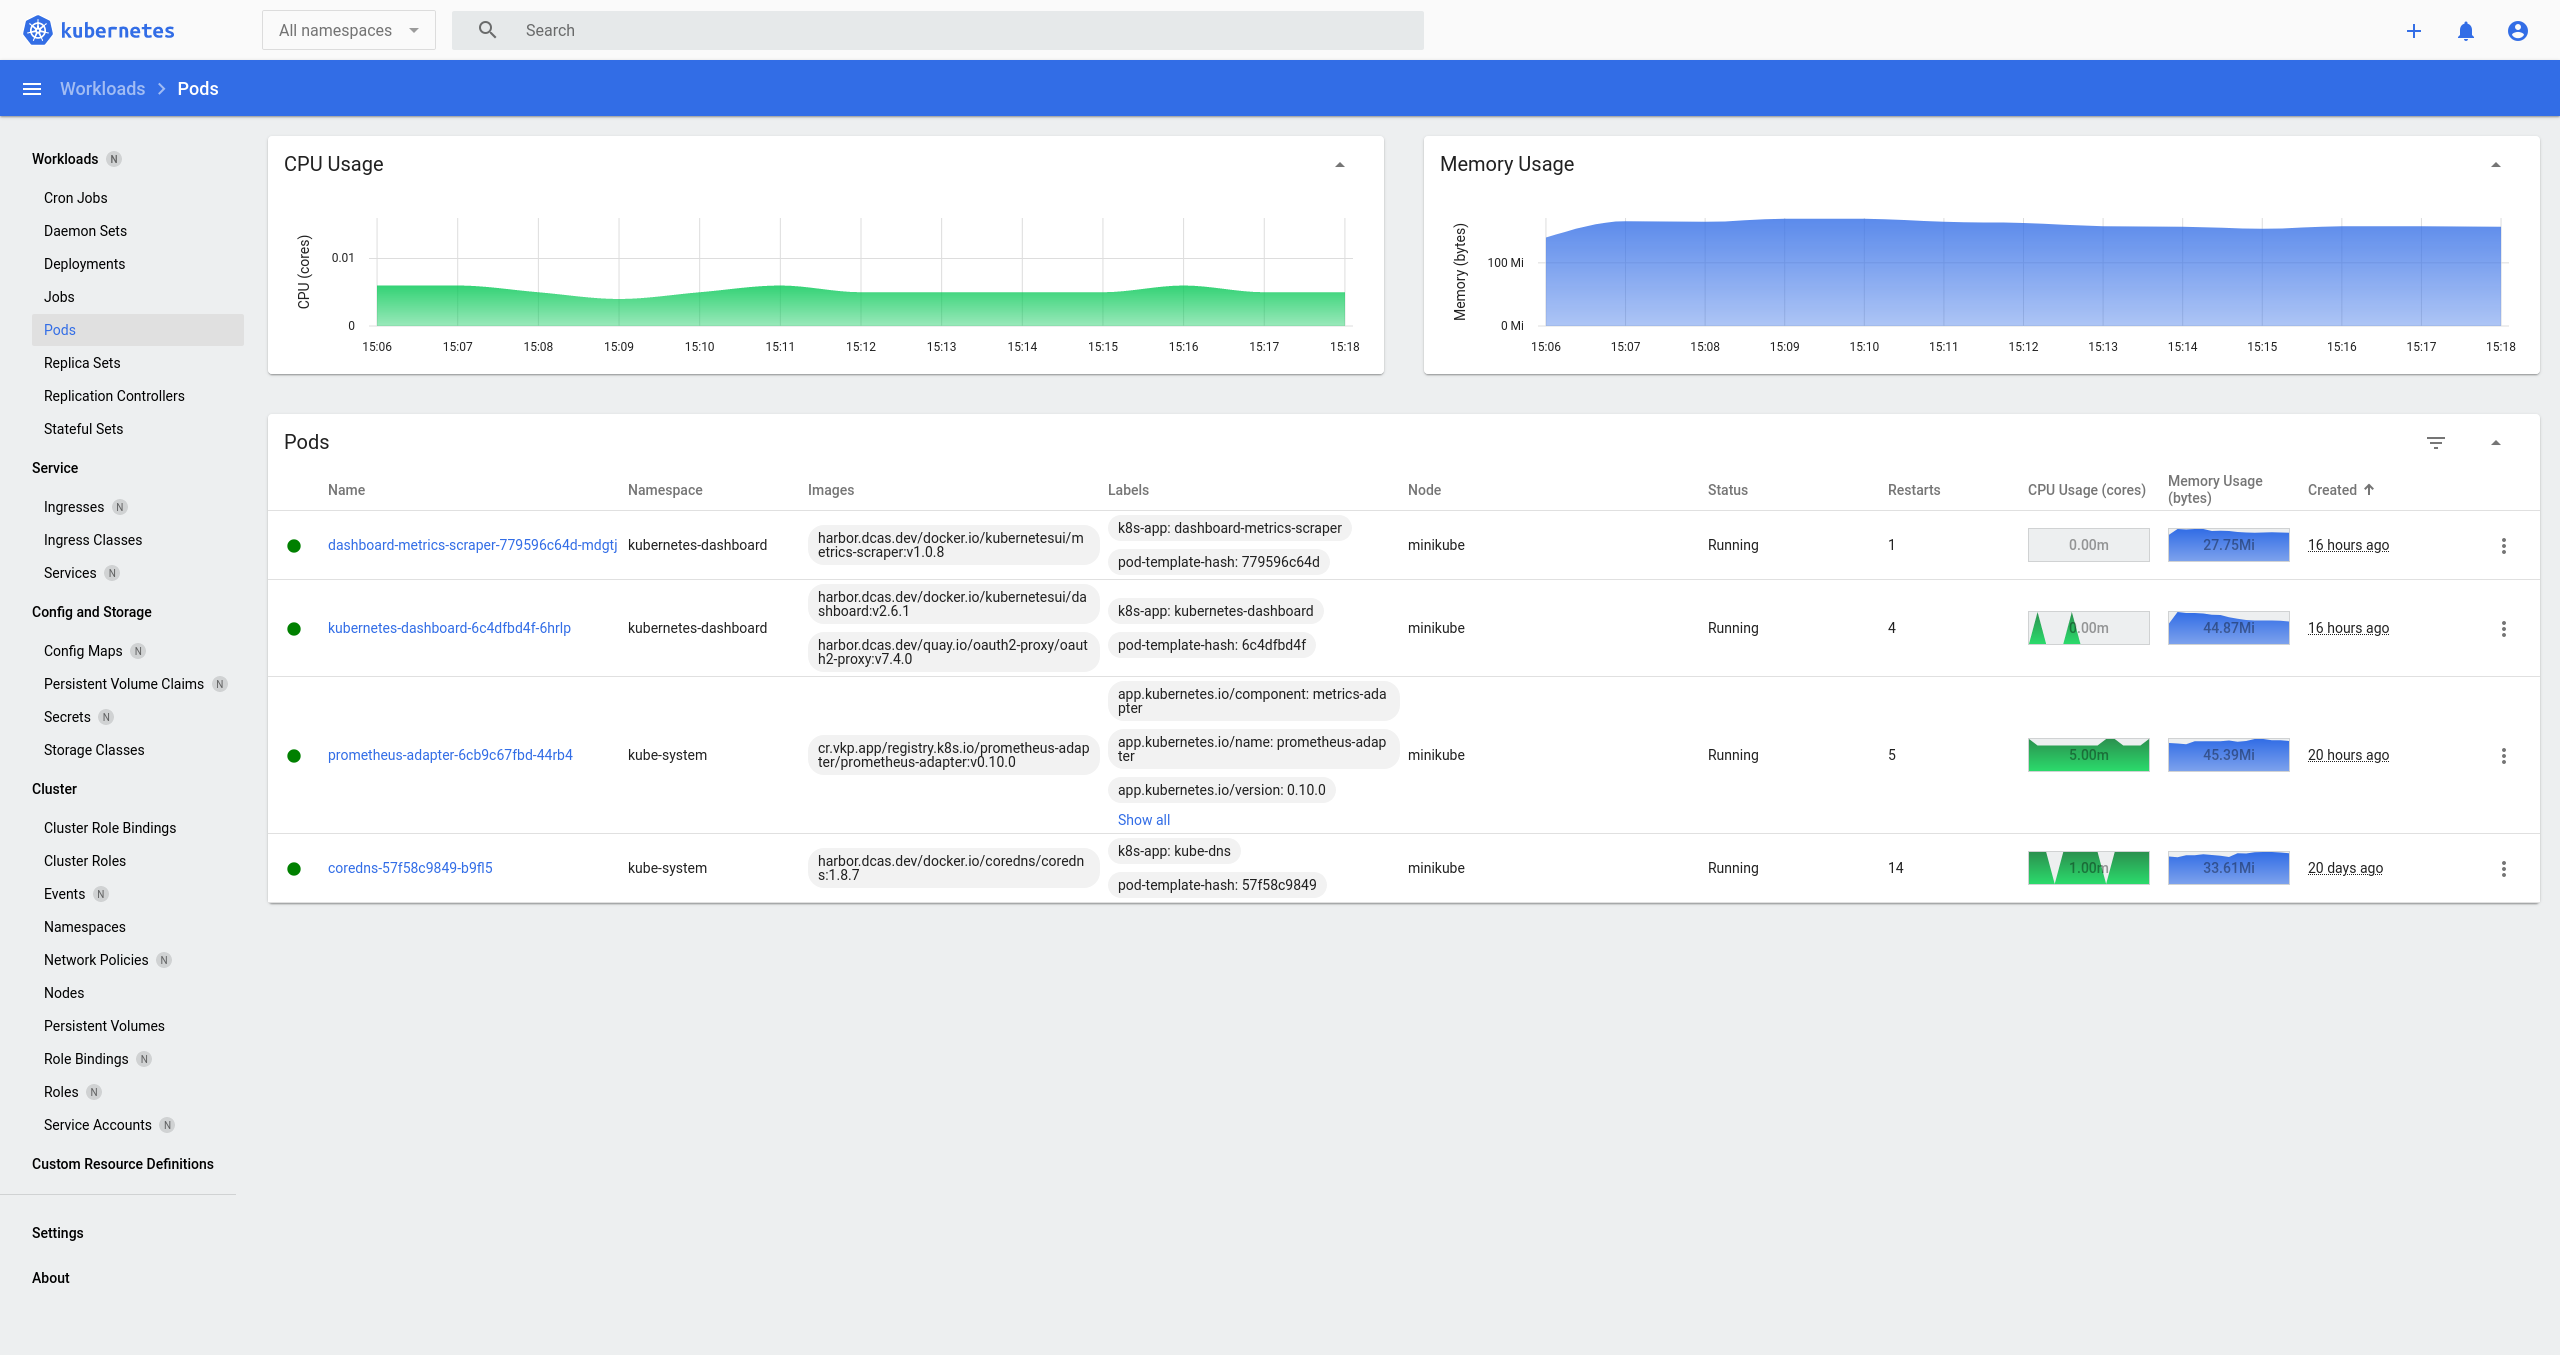 kubernetes
All namespaces
Search
Workloads
Pods
Workloads N
Cron Jobs
Daemon Sets
Deployments
Jobs
Pods
Replica Sets
Replication Controllers
Stateful Sets
Service
Ingresses N
Ingress Classes
Services N
Config and Storage
Config Maps N
Persistent Volume Claims N
Secrets N
Storage Classes
Cluster
Cluster Role Bindings
Cluster Roles
Events N
Namespaces
Network Policies N
Nodes
Persistent Volumes
Role Bindings N
Roles N
Service Accounts N
Custom Resource Definitions
Settings
About
CPU Usage
CPU (cores)
0.01
0
15:06 15:07 15:08 15:09 15:10 15:11 15:12 15:13 15:14 15:15 15:16 15:17 15:18
Memory Usage
Memory (bytes)
100 Mi
0 Mi
15:06 15:07 15:08 15:09 15:10 15:11 15:12 15:13 15:14 15:15 15:16 15:17 15:18
Pods
Name Namespace Images Labels Node Status Restarts CPU Usage (cores) Memory Usage
(bytes) Created
dashboard-metrics-scraper-779596c64d-mdgtj
kubernetes-dashboard
harbor.dcas.dev/docker.io/kubernetesui/m
etrics-scraper:v1.0.8
k8s-app: dashboard-metrics-scraper
pod-template-hash: 779596c64d
minikube
Running
1
0.00m
27.75Mi
16 hours ago
kubernetes-dashboard-6c4dfbd4f-6hrlp
kubernetes-dashboard
harbor.dcas.dev/docker.io/kubernetesui/da
shboard:v2.6.1
harbor.dcas.dev/quay.io/oauth2-proxy/oaut
h2-proxy:v7.4.0
k8s-app: kubernetes-dashboard
pod-template-hash: 6c4dfbd4f
minikube
Running
4
0.00m
44.87Mi
16 hours ago
prometheus-adapter-6cb9c67fbd-44rb4
kube-system
cr.vkp.app/registry.k8s.io/prometheus-adap
ter/prometheus-adapter:v0.10.0
app.kubernetes.io/component: metrics-ada
pter
app.kubernetes.io/name: prometheus-adap
ter
app.kubernetes.io/version: 0.10.0
Show all
minikube
Running
5
5.00m
45.39Mi
20 hours ago
coredns-57f58c9849-b9fl5
kube-system
harbor.dcas.dev/docker.io/coredns/coredn
s:1.8.7
k8s-app: kube-dns
pod-template-hash: 57f58c9849
minikube
Running
14
1.00m
33.61Mi
20 days ago